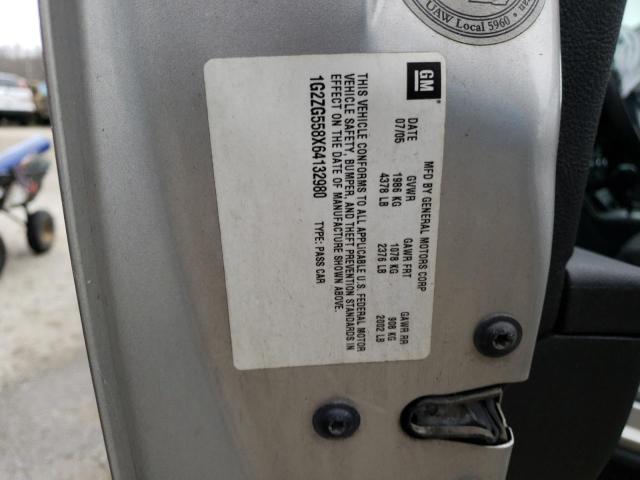 UAW Local 5960
GM
MFD BY GENERAL MOTORS CORP
DATE GVWR GAWR FRT GAWR RR
07/05 1986 KG 1078 KG 908 KG
4378 LB 2376 LB 2002 LB
THIS VEHICLE CONFORMS TO ALL APPLICABLE U.S. FEDERAL MOTOR
VEHICLE SAFETY, BUMPER, AND THEFT PREVENTION STANDARDS IN
EFFECT ON THE DATE OF MANUFACTURE SHOWN ABOVE.
1G2ZG558X64132980 TYPE: PASS CAR